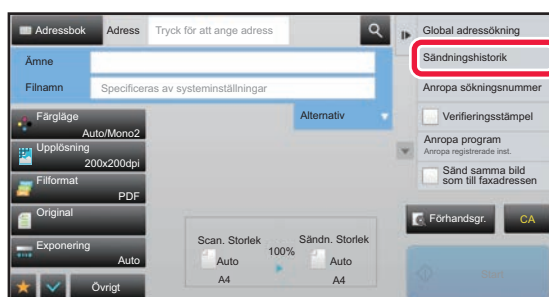 Adressbok
Adress
Tryck för att ange adress
Ämne
Filnamn
Specificeras av systeminställningar
Alternativ
Färgläge
Auto/Mono2
Upplösning
200x200dpi
Filformat
PDF
Original
Exponering
Auto
Övrigt
Scan. Storlek
100%
Sändn. Storlek
Auto
Auto
A4
A4
Global adressökning
Sändningshistorik
Anropa sökningsnummer
Verifieringsstämpel
Anropa program
Anropa registrerade inst.
Sänd samma bild
som till faxadressen
Förhandsgr.
CA
Start